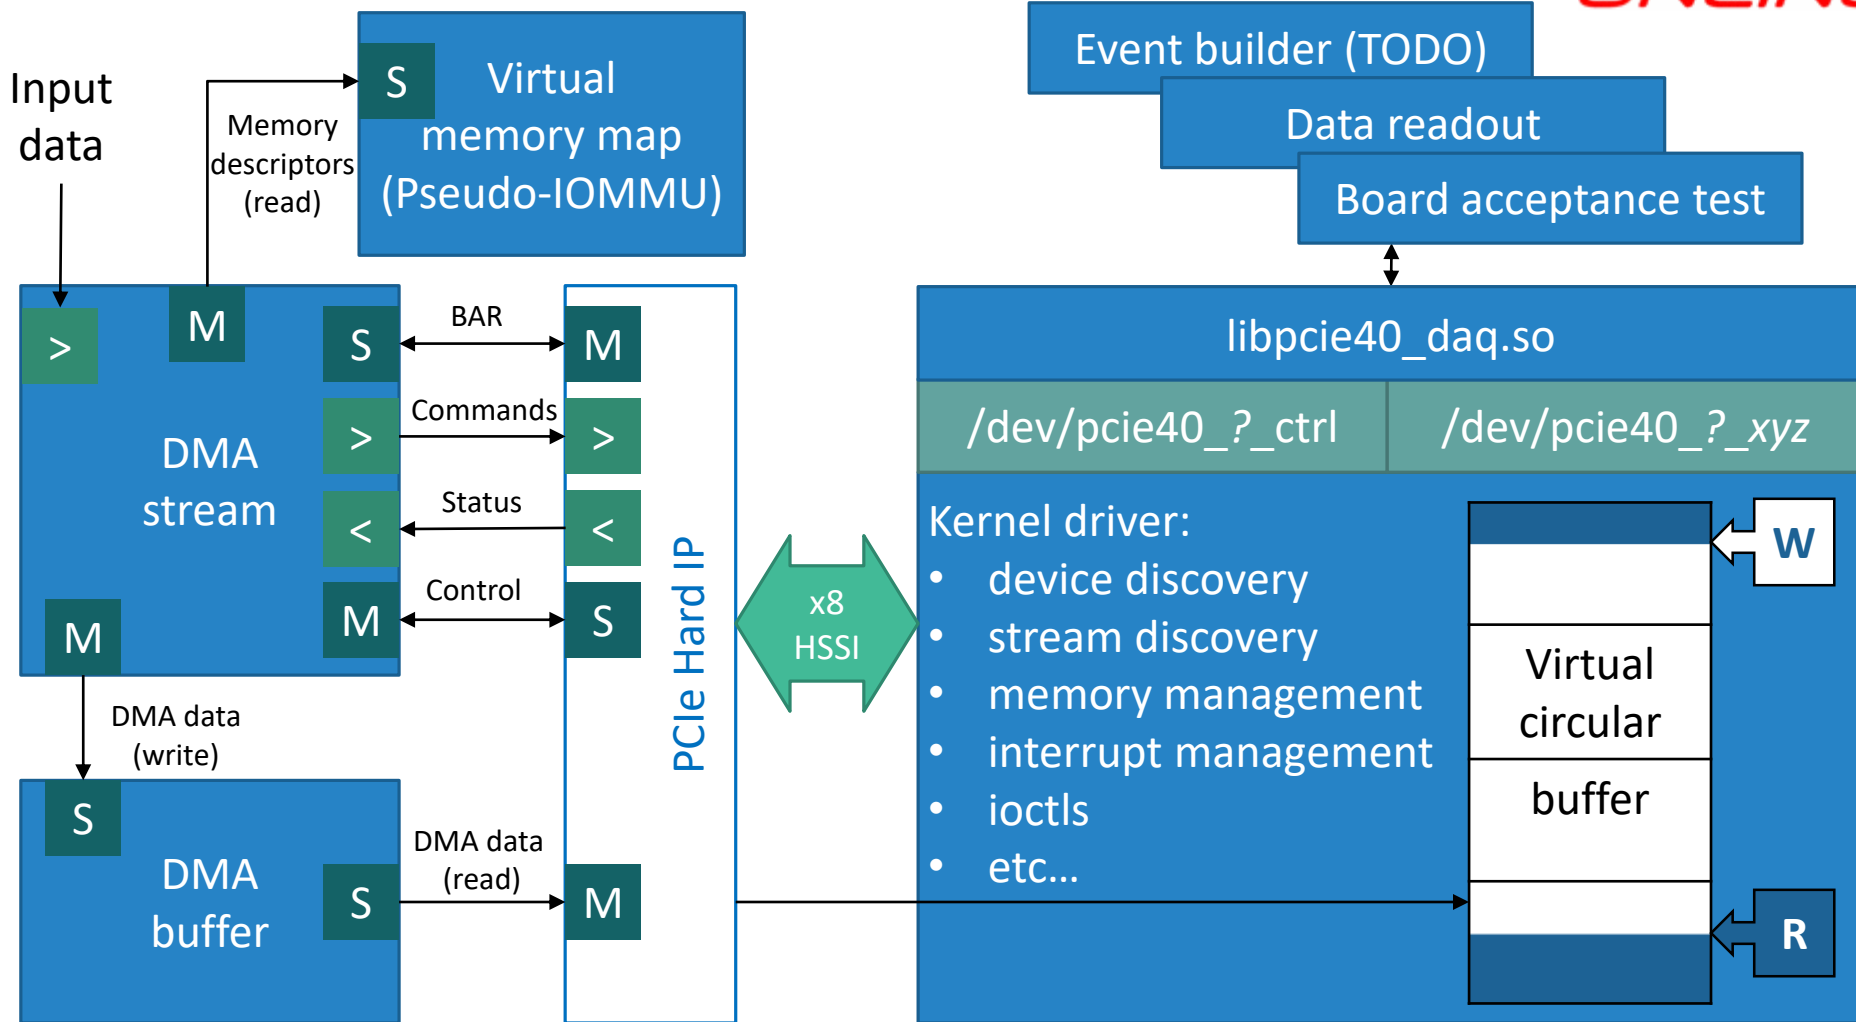 Input
data
Memory
descriptors
(read)
S
Virtual
memory map
(Pseudo-IOMMU)
Event builder (TODO)
Data readout
Board acceptance test
>
M
DMA
stream
S
BAR
M
>
Commands
>
<
Status
<
M
Control
S
M
DMA data
(write)
S
DMA
buffer
S
DMA data
(read)
M
PCIe Hard IP
x8
HSSI
libpcie40_daq.so
/dev/pcie40_?_ctrl
/dev/pcie40_?_xyz
Kernel driver:
• device discovery
• stream discovery
• memory management
• interrupt management
• ioctls
• etc...
Virtual
circular
buffer
W
R